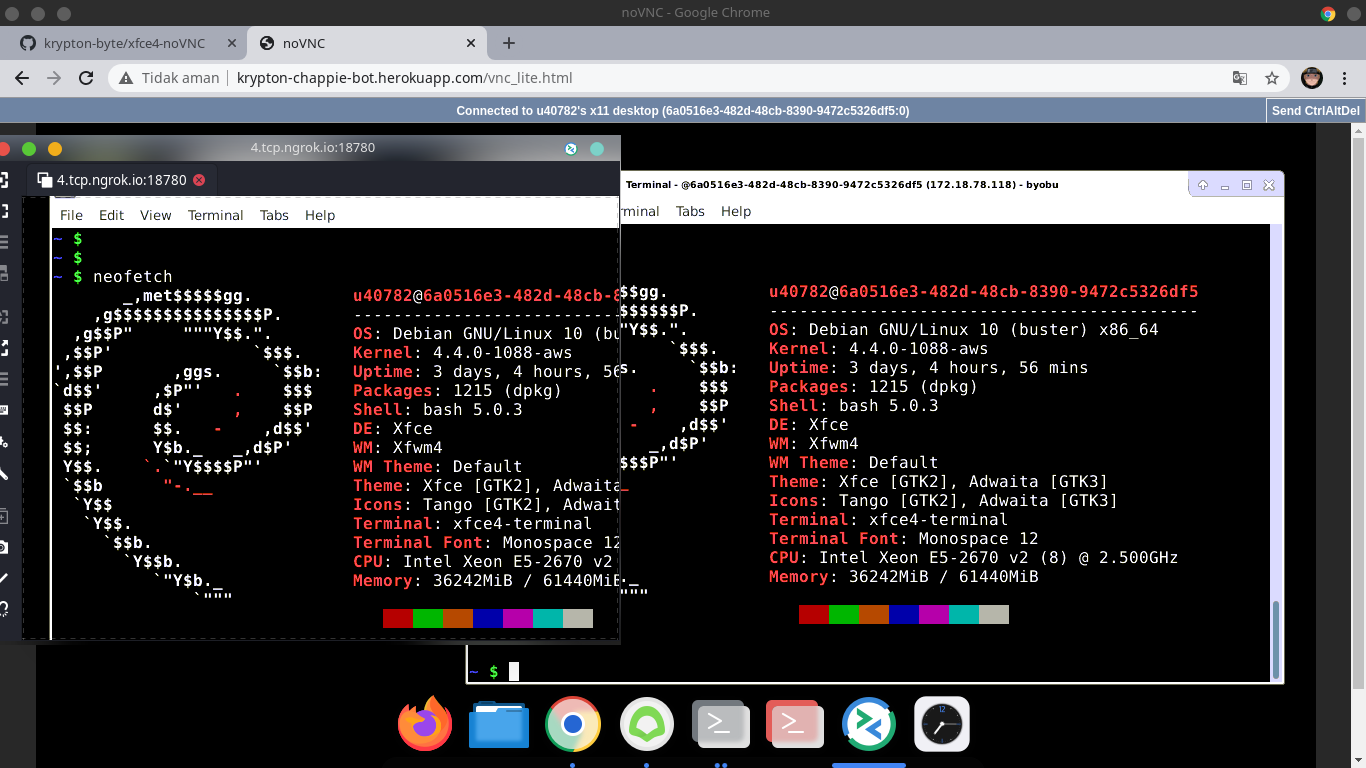 noVNC - Google Chrome
krypton-byte/xfce4-noVNC
noVNC
Tidak aman
krypton-chappie-bot.herokuapp.com/vnc_lite.html
Connected to u40782's x11 desktop (6a0516e3-482d-48cb-8390-9472c5326df5:0)
Send CtrlAltDel
4.tcp.ngrok.io:18780
4.tcp.ngrok.io:18780
File Edit View Terminal Tabs Help
~ $
~ $
~ $ neofetch
_,met$$$$$gg.
,g$$$$$$$$$$$$$$$P.
,g$$P" """Y$$.".
,$$P' `$$$.
',$$P ,ggs. `$$b:
`d$$' ,$P"' . $$$
$$P d$' , $$P
$$: $$. - ,d$$'
$$; Y$b._ _,d$P'
Y$$. `.`"Y$$$$P"'
`$$b "-.__
`Y$$
`Y$$.
`$$b.
`Y$$b.
`"Y$b._
`"""
u40782@6a0516e3-482d-48cb-8
OS: Debian GNU/Linux 10 (bu
Kernel: 4.4.0-1088-aws
Uptime: 3 days, 4 hours, 56
Packages: 1215 (dpkg)
Shell: bash 5.0.3
DE: Xfce
WM: Xfwm4
WM Theme: Default
Theme: Xfce [GTK2], Adwaita
Icons: Tango [GTK2], Adwait
Terminal: xfce4-terminal
Terminal Font: Monospace 12
CPU: Intel Xeon E5-2670 v2
Memory: 36242MiB / 61440MiB
Terminal - @6a0516e3-482d-48cb-8390-9472c5326df5 (172.18.78.118) - byobu
rminal Tabs Help
$$gg.
$$$$$$P.
"Y$$.".
`$$$.
s. `$$b:
. $$$
, $$P
- ,d$$'
_,d$P'
$$$P"'
_
._
"""
u40782@6a0516e3-482d-48cb-8390-9472c5326df5
-------------------------------------------
OS: Debian GNU/Linux 10 (buster) x86_64
Kernel: 4.4.0-1088-aws
Uptime: 3 days, 4 hours, 56 mins
Packages: 1215 (dpkg)
Shell: bash 5.0.3
DE: Xfce
WM: Xfwm4
WM Theme: Default
Theme: Xfce [GTK2], Adwaita [GTK3]
Icons: Tango [GTK2], Adwaita [GTK3]
Terminal: xfce4-terminal
Terminal Font: Monospace 12
CPU: Intel Xeon E5-2670 v2 (8) @ 2.500GHz
Memory: 36242MiB / 61440MiB
~ $
12